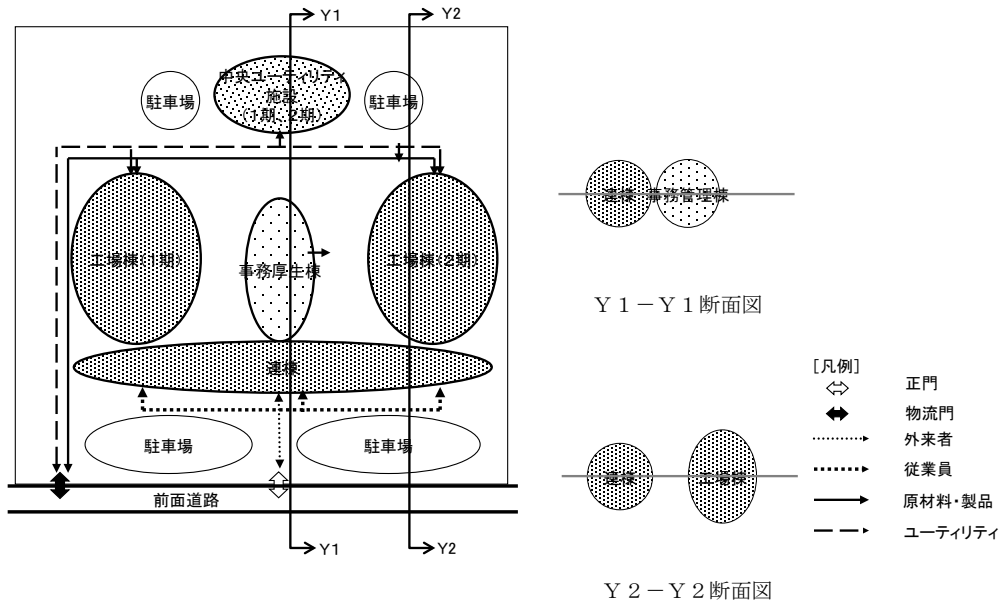 Y1
Y2
中央ユーティリティ
施設
(1期、2期)
駐車場
駐車場
工場棟(1期)
事務厚生棟
工場棟(2期)
連棟
駐車場
駐車場
前面道路
Y1
Y2
連棟
事務管理棟
Y1-Y1断面図
連棟
工場棟
Y2-Y2断面図
[凡例]
正門
物流門
外来者
従業員
原材料・製品
ユーティリティ